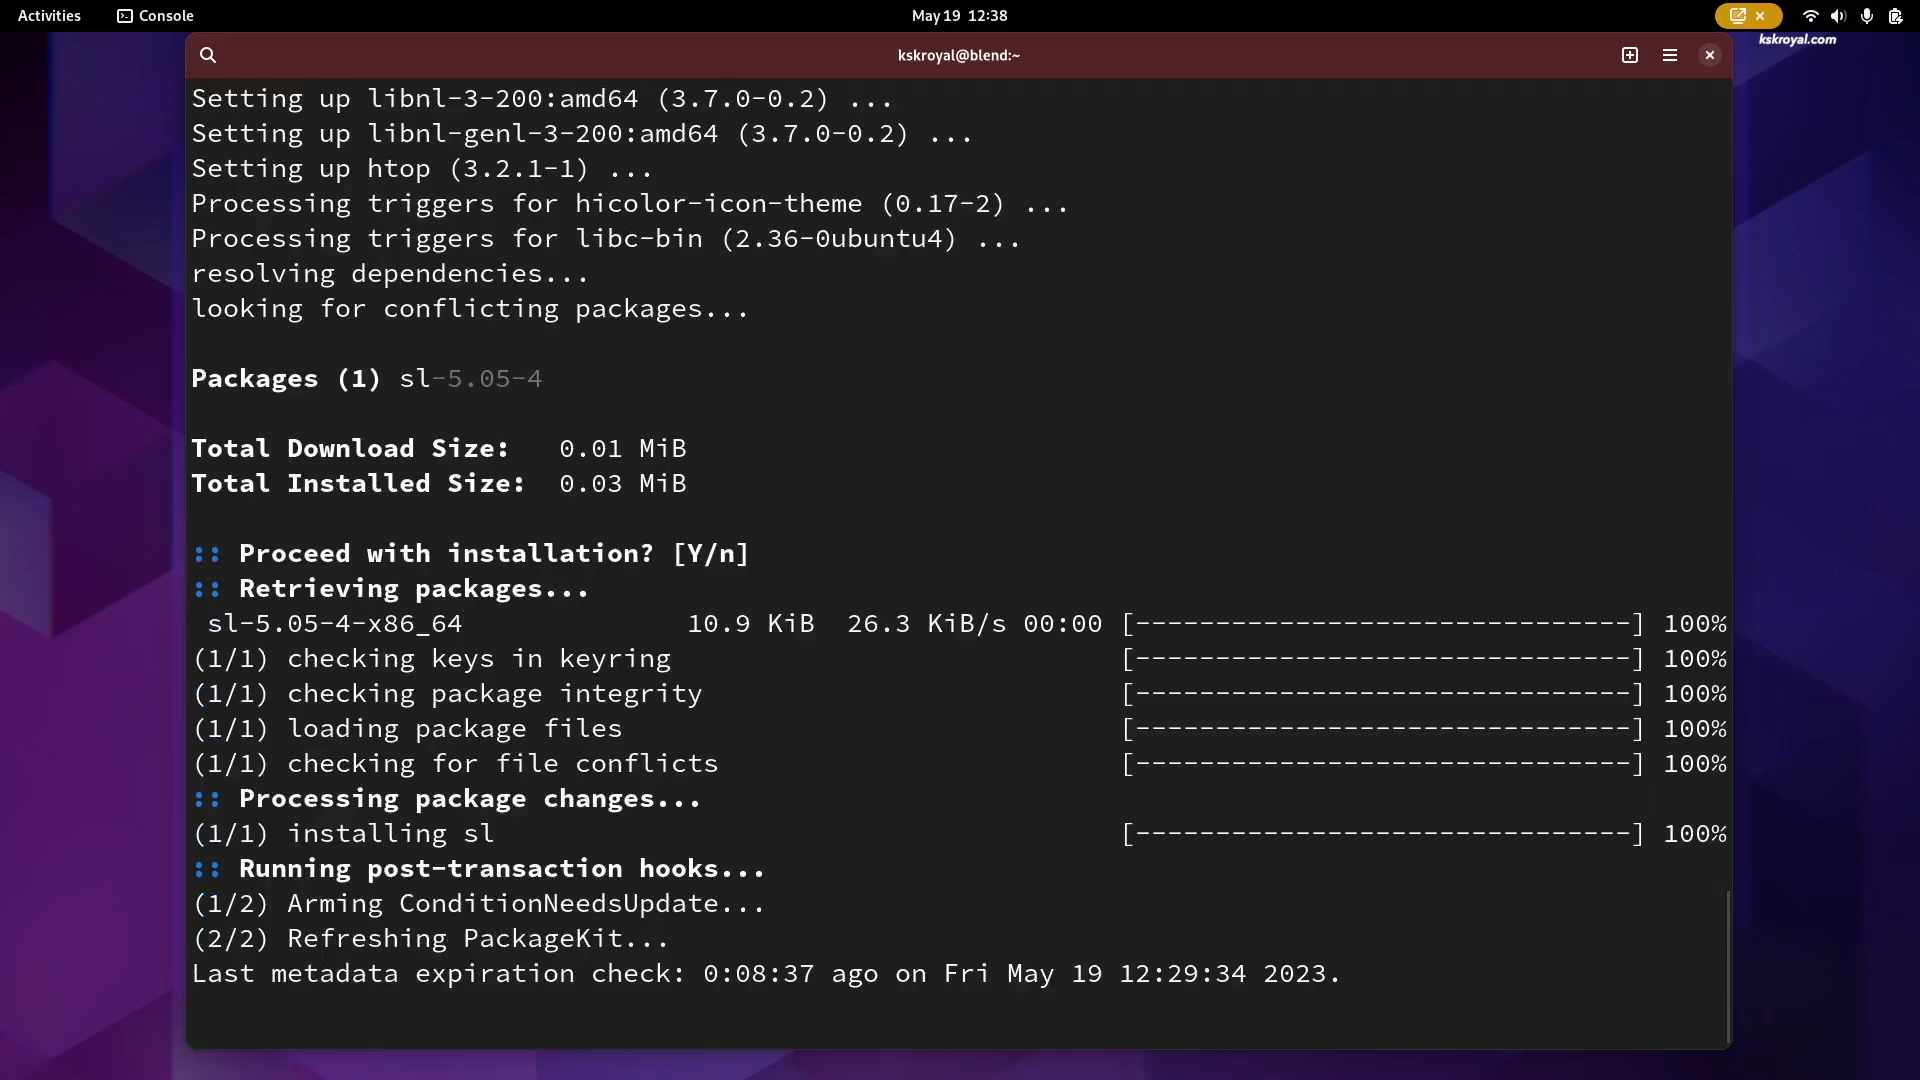 Activities Console May 19 12:38
kskroyal.com
kskroyal@blend:~
Setting up libnl-3-200:amd64 (3.7.0-0.2) ...
Setting up libnl-genl-3-200:amd64 (3.7.0-0.2) ...
Setting up htop (3.2.1-1) ...
Processing triggers for hicolor-icon-theme (0.17-2) ...
Processing triggers for libc-bin (2.36-0ubuntu4) ...
resolving dependencies...
looking for conflicting packages...
Packages (1) sl-5.05-4
Total Download Size:   0.01 MiB
Total Installed Size:  0.03 MiB
:: Proceed with installation? [Y/n]
:: Retrieving packages...
sl-5.05-4-x86_64 10.9 KiB 26.3 KiB/s 00:00 [-------------------------------] 100%
(1/1) checking keys in keyring [-------------------------------] 100%
(1/1) checking package integrity [-------------------------------] 100%
(1/1) loading package files [-------------------------------] 100%
(1/1) checking for file conflicts [-------------------------------] 100%
:: Processing package changes...
(1/1) installing sl [-------------------------------] 100%
:: Running post-transaction hooks...
(1/2) Arming ConditionNeedsUpdate...
(2/2) Refreshing PackageKit...
Last metadata expiration check: 0:08:37 ago on Fri May 19 12:29:34 2023.